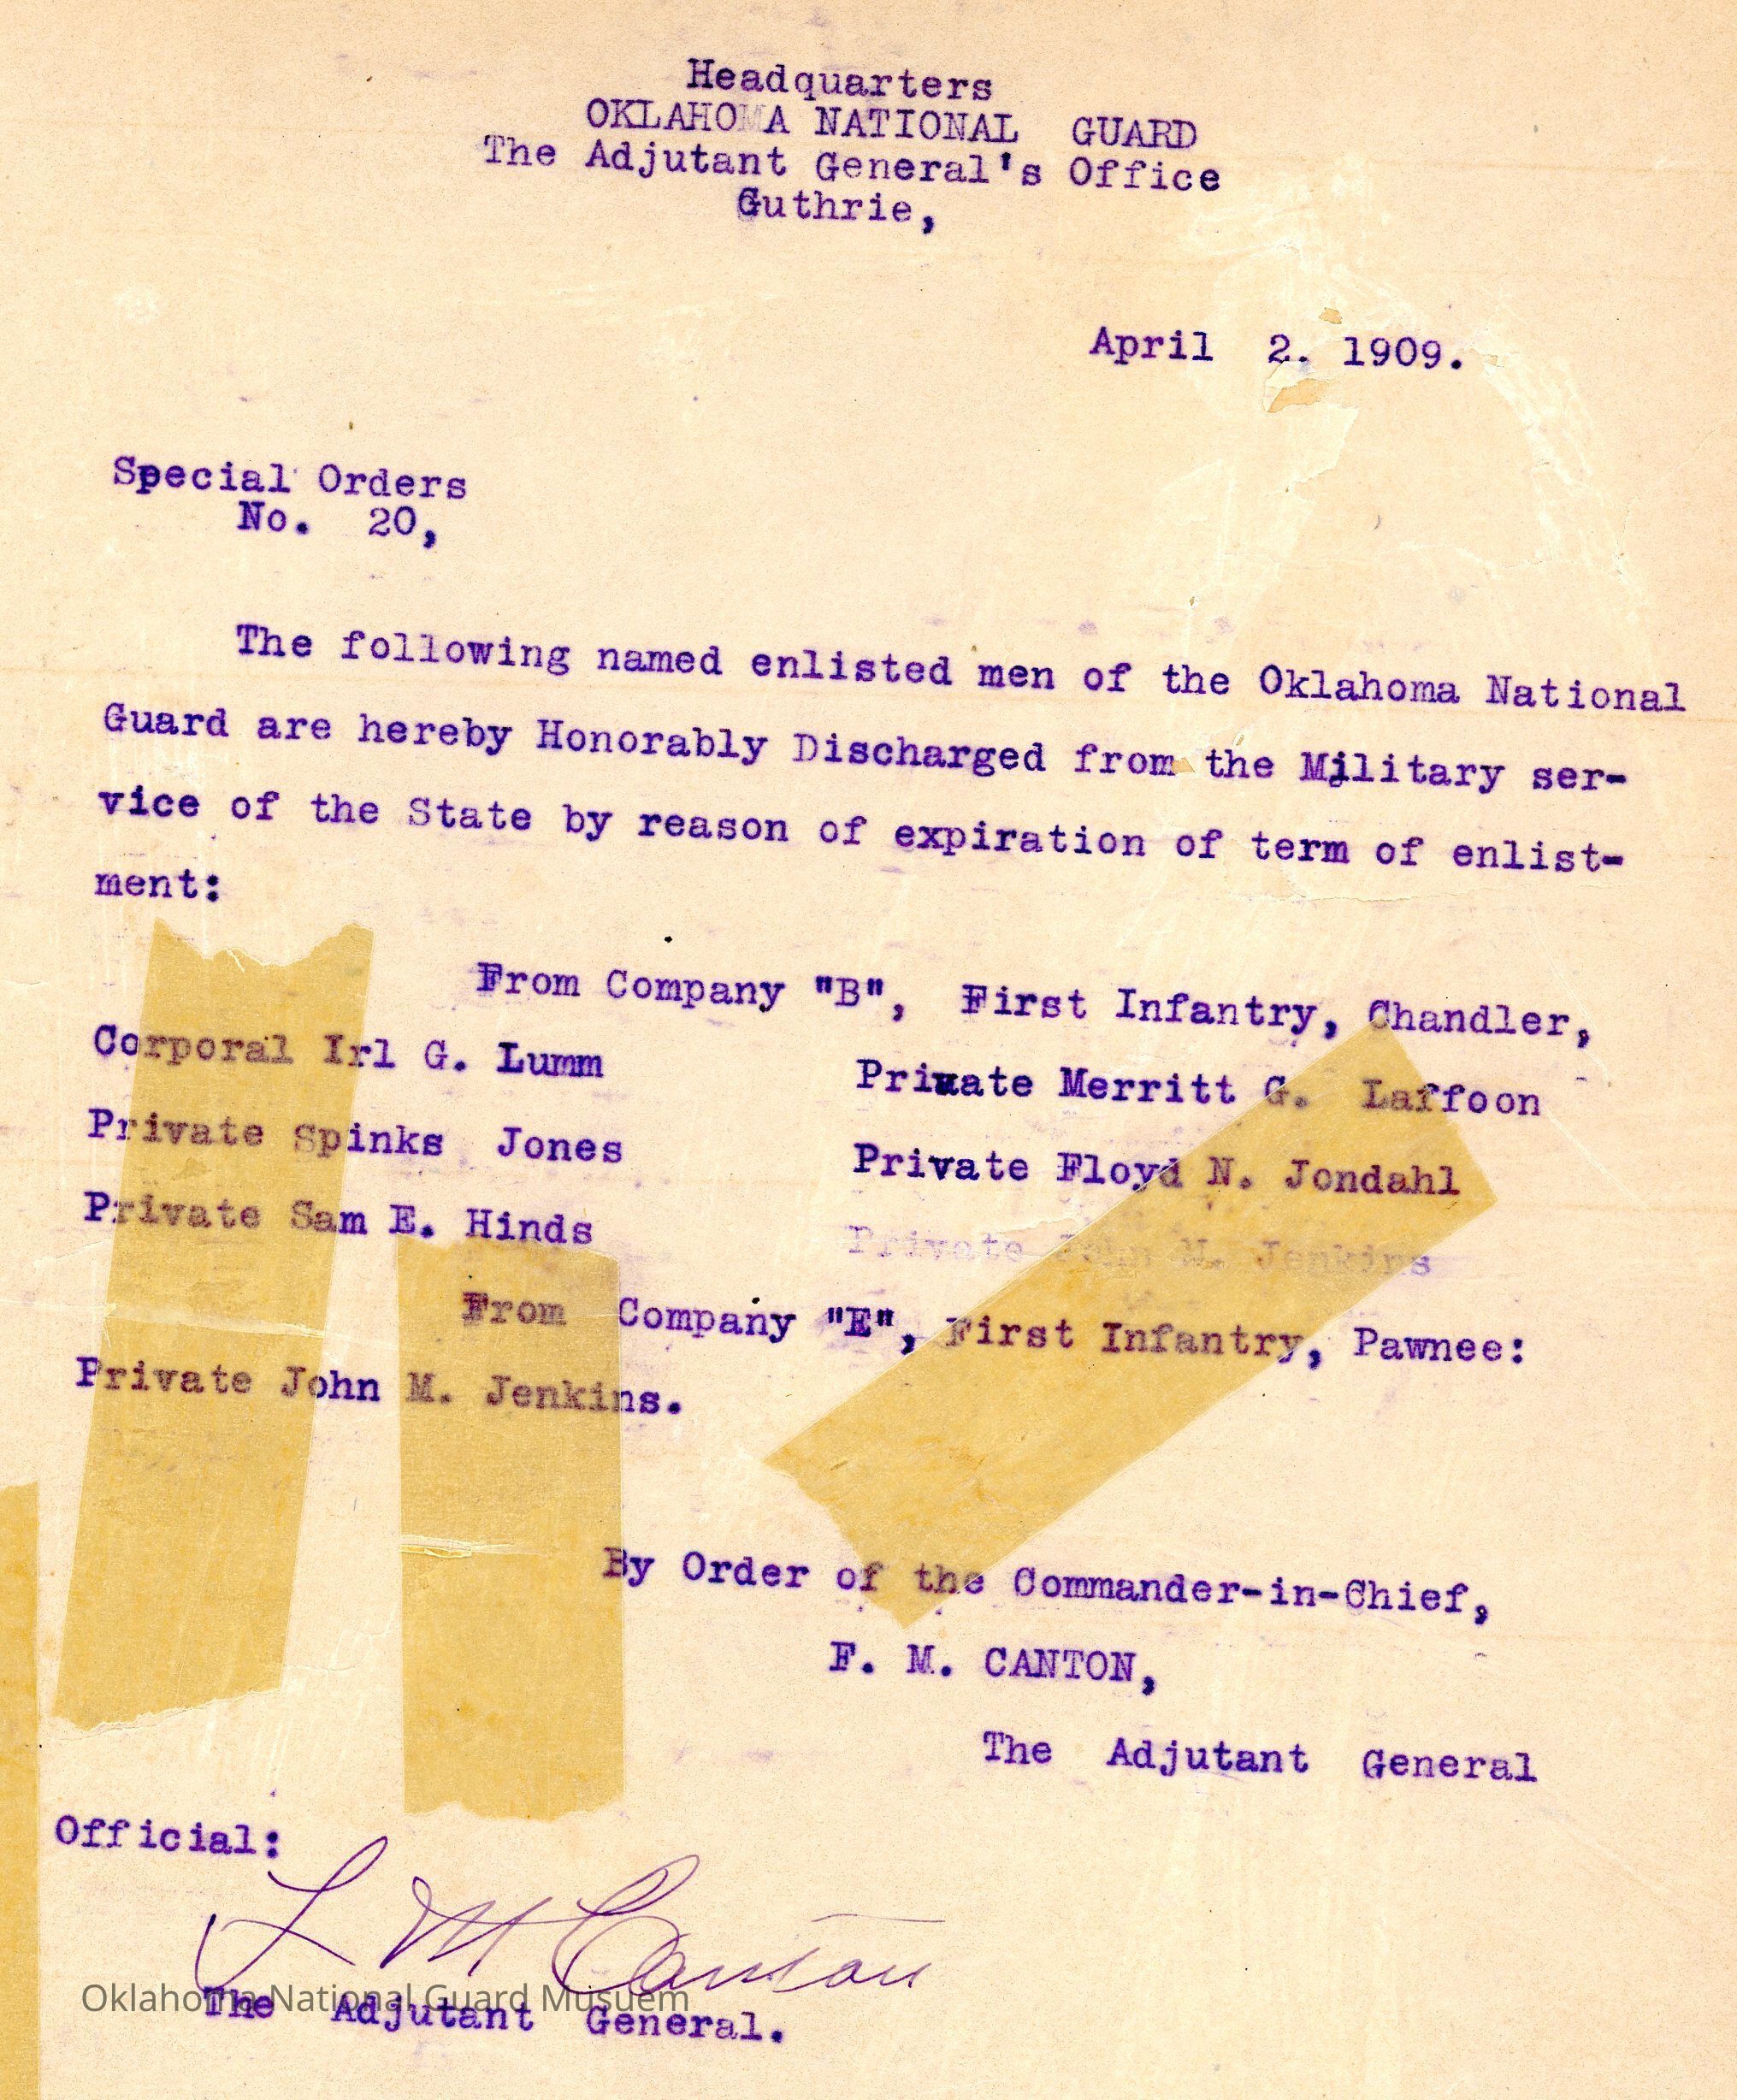 Headquarters
OKLAHOMA NATIONAL GUARD
The Adjutant General's Office
Guthrie,
April 2. 1909.
Special Orders
No. 20,
The following named enlisted men of the Oklahoma National
Guard are hereby Honorably Discharged from the Military ser-
vice of the State by reason of expiration of term of enlist-
ment:
From Company "B", First Infantry, Chandler,
Corporal Irl G. Lumm Private Merritt G. Laffoon
Private Spinks Jones Private Floyd N. Jondahl
Private Sam E. Hinds Private John M. Jenkins
From Company "E", First Infantry, Pawnee:
Private John M. Jenkins.
By Order of the Commander-in-Chief,
F. M. CANTON,
The Adjutant General
Official:
F M Canton
Oklahoma National Guard Musuem
The Adjutant General.